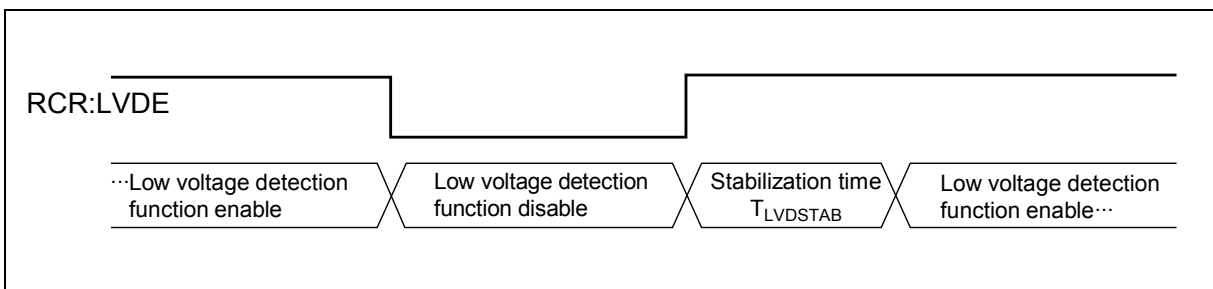 RCR:LVDE
···Low voltage detection
function enable
Low voltage detection
function disable
Stabilization time
TLVDSTAB
Low voltage detection
function enable···